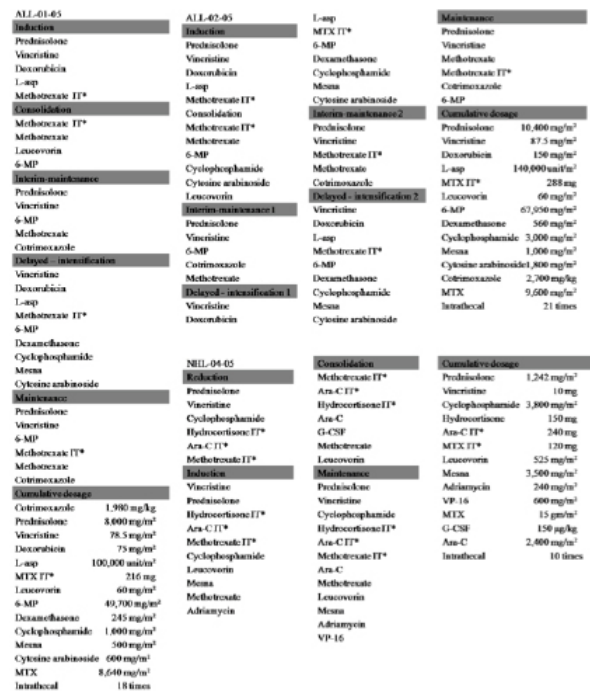 ALL-01-05
Induction
Prednisolone
Vincristine
Doxorubicin
L-asp
Methotrexate IT*
Consolidation
Methotrexate IT*
Methotrexate
Leucovorin
6-MP
Interim-maintenance
Prednisolone
Vincristine
6-MP
Methotrexate
Cotrimoxazole
Delayed – intensification
Vincristine
Doxorubicin
L-asp
Methotrexate IT*
6-MP
Dexamethasone
Cyclophosphamide
Mesna
Cytosine arabinoside
Maintenance
Prednisolone
Vincristine
6-MP
Methotrexate IT*
Methotrexate
Cotrimoxazole
Cumulative dosage
Cotrimoxazole 1,980 mg/kg
Prednisolone 8,000 mg/m²
Vincristine 78.5 mg/m²
Doxorubicin 75 mg/m²
L-asp 100,000 unit/m²
MTX IT* 216 mg
Leucovorin 60 mg/m²
6-MP 49,700 mg/m²
Dexamethasone 245 mg/m²
Cyclophosphamide 1,000 mg/m²
Mesna 500 mg/m²
Cytosine arabinoside 600 mg/m²
MTX 8,640 mg/m²
Intrathecal 18 times
ALL-02-05
Induction
Prednisolone
Vincristine
Doxorubicin
L-asp
Methotrexate IT*
Consolidation
Methotrexate IT*
Methotrexate
6-MP
Cyclophosphamide
Cytosine arabinoside
Leucovorin
Interim-maintenance 1
Prednisolone
Vincristine
6-MP
Cotrimoxazole
Methotrexate
Delayed - intensification 1
Vincristine
Doxorubicin
L-asp
MTX IT*
6-MP
Dexamethasone
Cyclophosphamide
Mesna
Cytosine arabinoside
Interim-maintenance 2
Prednisolone
Vincristine
Methotrexate IT*
Methotrexate
Cotrimoxazole
Delayed - intensification 2
Vincristine
Doxorubicin
L-asp
Methotrexate IT*
6-MP
Dexamethasone
Cyclophosphamide
Mesna
Cytosine arabinoside
Maintenance
Prednisolone
Vincristine
Methotrexate
Methotrexate IT*
Cotrimoxazole
6-MP
Cumulative dosage
Prednisolone 10,400 mg/m²
Vincristine 87.5 mg/m²
Doxorubicin 150 mg/m²
L-asp 140,000unit/m²
MTX IT* 288 mg
Leucovorin 60 mg/m²
6-MP 67,950 mg/m²
Dexamethasone 560 mg/m²
Cyclophosphamide 3,000 mg/m²
Mesna 1,000 mg/m²
Cytosine arabinoside1,800 mg/m²
Cotrimoxazole 2,700 mg/kg
MTX 9,600 mg/m²
Intrathecal 21 times
NHL-04-05
Reduction
Prednisolone
Vincristine
Cyclophosphamide
Hydrocortisone IT*
Ara-C IT*
Methotrexate IT*
Induction
Vincristine
Prednisolone
Hydrocortisone IT*
Ara-C IT*
Methotrexate IT*
Cyclophosphamide
Leucovorin
Mesna
Methotrexate
Adriamycin
Consolidation
Methotrexate IT*
Ara-C IT*
Hydrocortisone IT*
Ara-C
G-CSF
Methotrexate
Leucovorin
Maintenance
Prednisolone
Vincristine
Cyclophosphamide
Hydrocortisone IT*
Ara-C IT*
Methotrexate IT*
Ara-C
Methotrexate
Leucovorin
Mesna
Adriamycin
VP-16
Cumulative dosage
Prednisolone 1,242 mg/m²
Vincristine 10 mg
Cyclophosphamide 3,800 mg/m²
Hydrocortisone 150 mg
Ara-C IT* 240 mg
MTX IT* 120 mg
Leucovorin 525 mg/m²
Mesna 3,500 mg/m²
Adriamycin 240 mg/m²
VP-16 600 mg/m²
MTX 15 gm/m²
G-CSF 150 µg/kg
Ara-C 2,400 mg/m²
Intrathecal 10 times